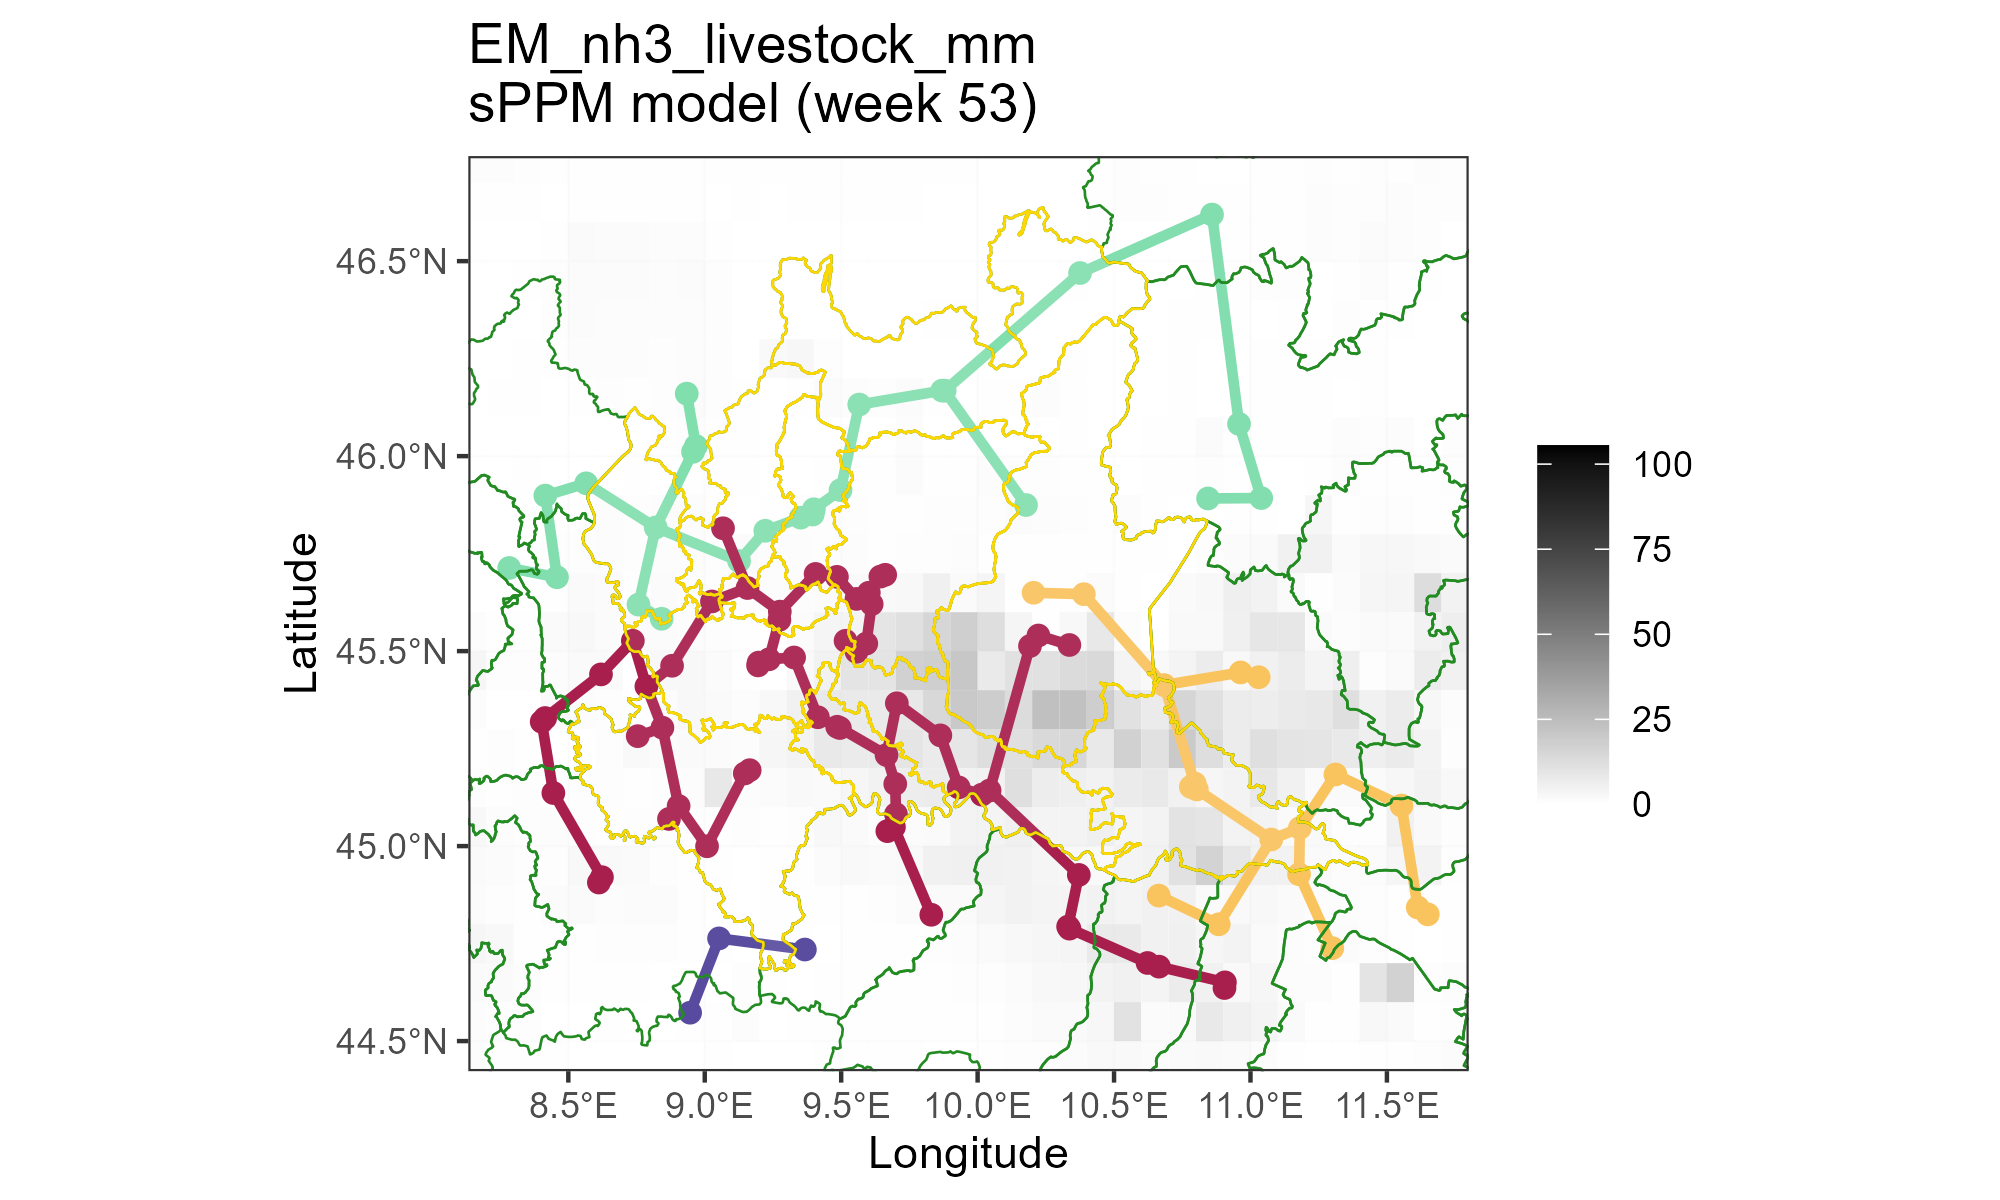 EM_nh3_livestock_mm
sPPM model (week 53)
46.5°N
46.0°N
45.5°N
45.0°N
44.5°N
Latitude
8.5°E 9.0°E 9.5°E 10.0°E 10.5°E 11.0°E 11.5°E
Longitude
100
75
50
25
0